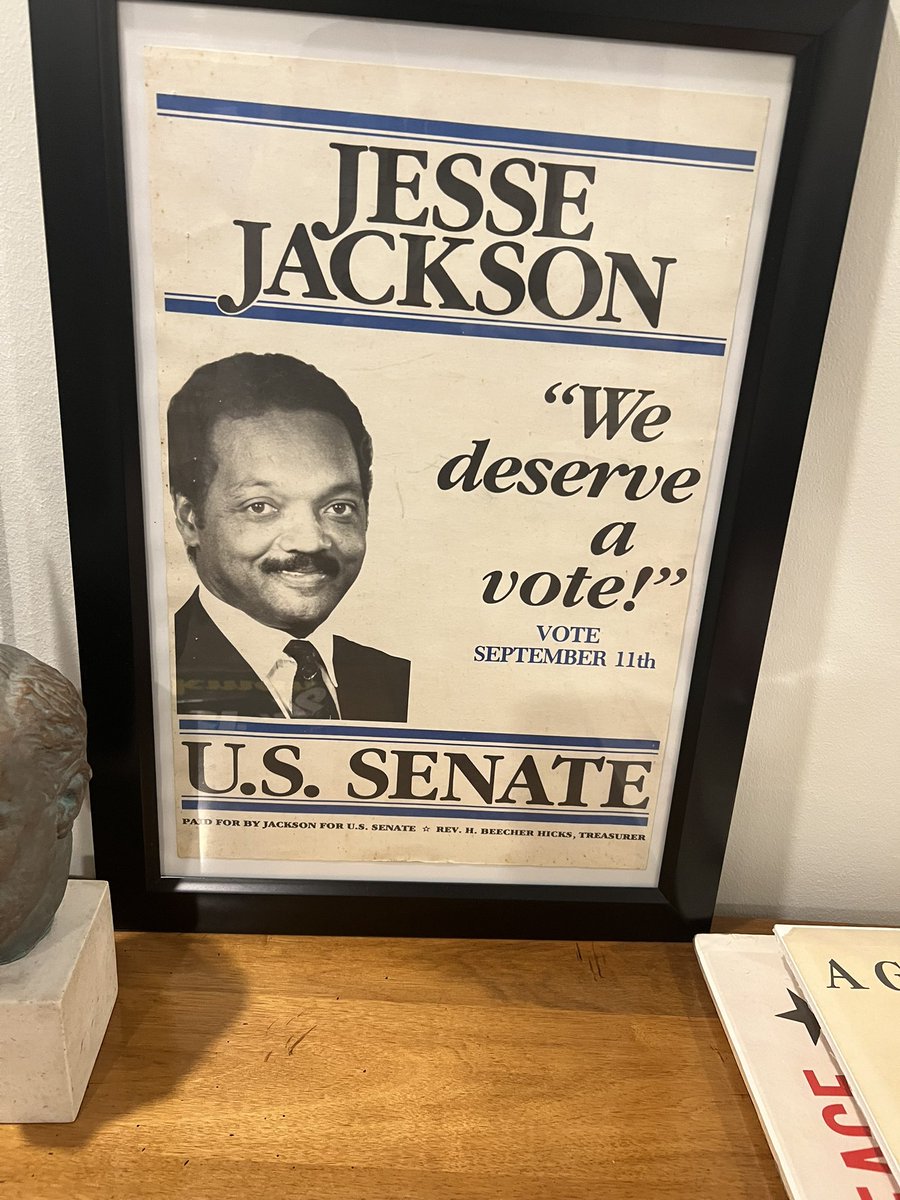 JESSE
JACKSON
“We
deserve
a
vote!”
VOTE
SEPTEMBER 11th
U.S. SENATE
PAID FOR BY JACKSON FOR U.S. SENATE ☆ REV. H. BEECHER HICKS, TREASURER
A G
★
EACE